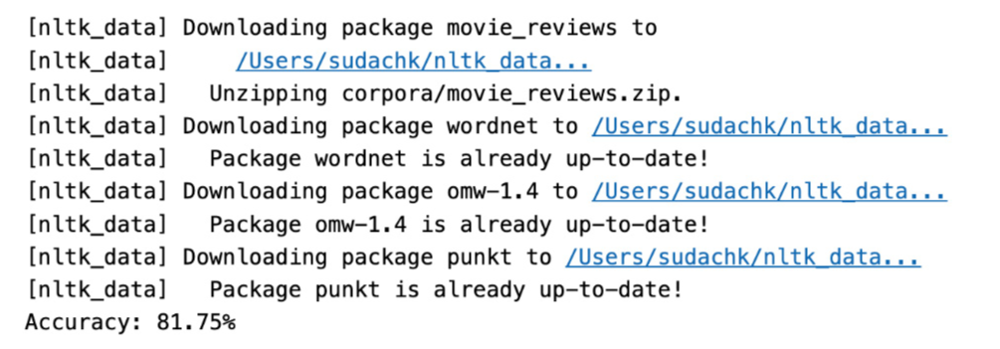 [nltk_data] Downloading package movie_reviews to
[nltk_data]     /Users/sudachk/nltk_data...
[nltk_data]   Unzipping corpora/movie_reviews.zip.
[nltk_data] Downloading package wordnet to /Users/sudachk/nltk_data...
[nltk_data]   Package wordnet is already up-to-date!
[nltk_data] Downloading package omw-1.4 to /Users/sudachk/nltk_data...
[nltk_data]   Package omw-1.4 is already up-to-date!
[nltk_data] Downloading package punkt to /Users/sudachk/nltk_data...
[nltk_data]   Package punkt is already up-to-date!
Accuracy: 81.75%